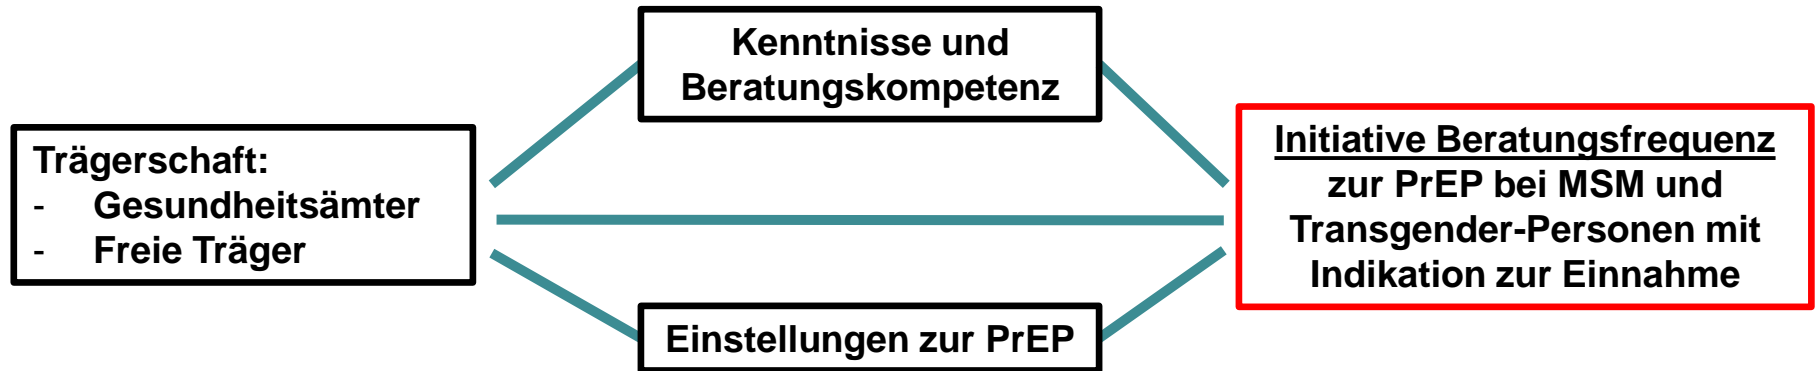 Kenntnisse und
Beratungskompetenz
Trägerschaft:
- Gesundheitsämter
- Freie Träger
Initiative Beratungsfrequenz
zur PrEP bei MSM und
Transgender-Personen mit
Indikation zur Einnahme
Einstellungen zur PrEP